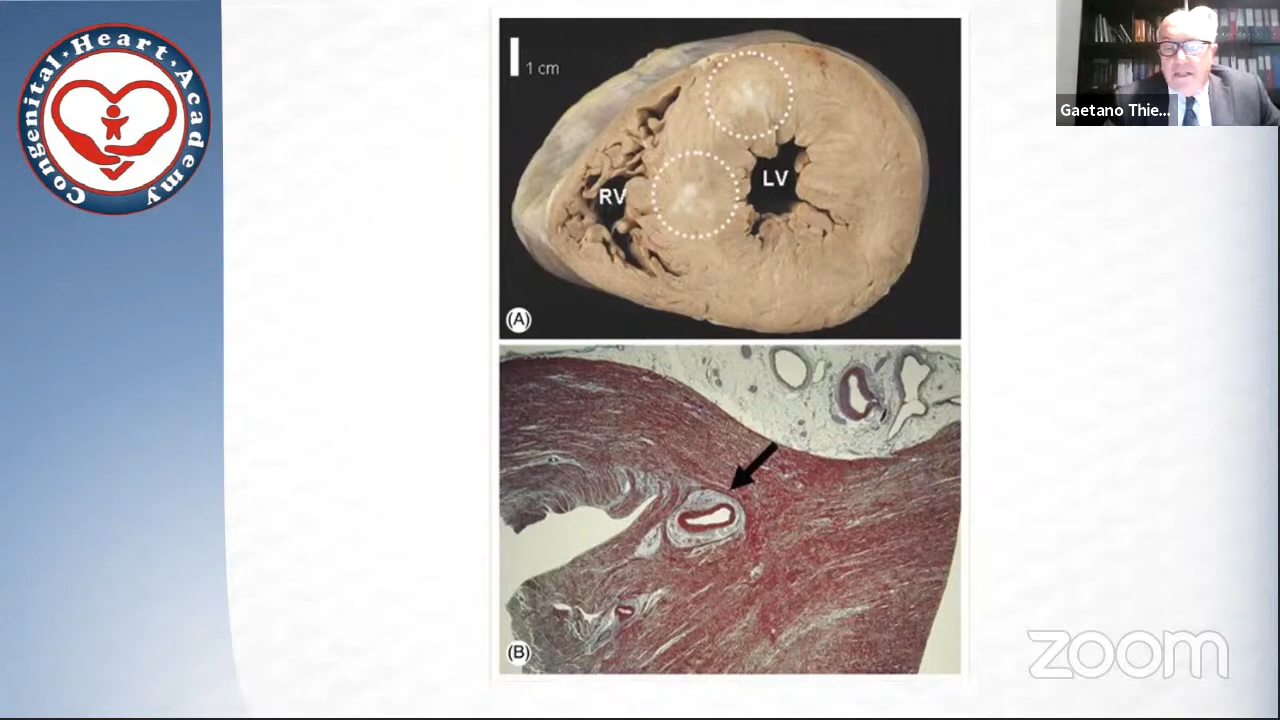 Congenital · Heart · Academy
1 cm
RV
LV
(A)
(B)
Gaetano Thie...
zoom